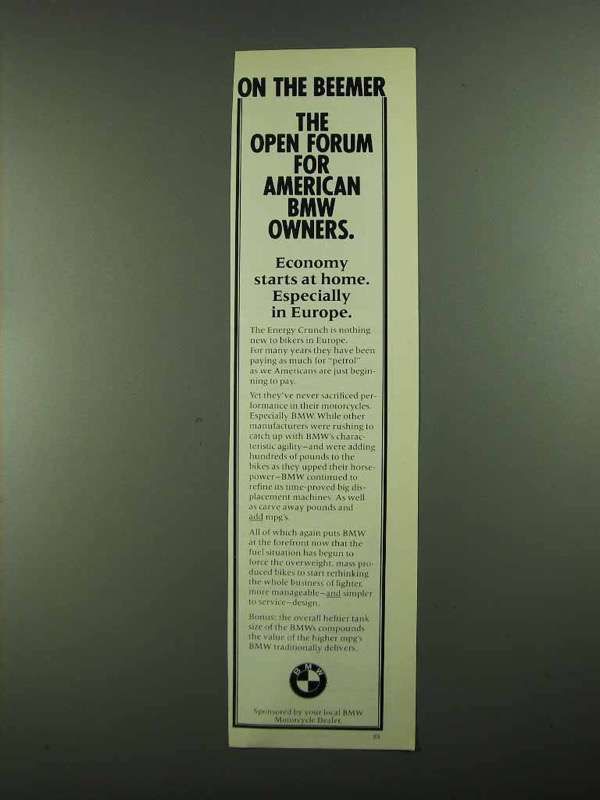 ON THE BEEMER
THE
OPEN FORUM
FOR
AMERICAN
BMW
OWNERS.
Economy
starts at home.
Especially
in Europe.
The Energy Crunch is nothing
new to bikers in Europe.
For many years they have been
paying as much for "petrol"
as we Americans are just begin-
ning to pay.
Yet they've never sacrificed per-
formance in their motorcycles.
Especially BMW. While other
manufacturers were rushing to
catch up with BMW's charac-
teristic agility—and were adding
hundreds of pounds to the
bikes as they upped their horse-
power—BMW continued to
refine its time-proved big dis-
placement machines. As well
as carve away pounds and
add mpg's.
All of which again puts BMW
at the forefront now that the
fuel situation has begun to
force the overweight, mass pro-
duced bikes to start rethinking
the whole business of lighter,
more manageable—and simpler
to service—design.
Bonus: the overall heftier tank
size of the BMWs compounds
the value of the higher mpg's
BMW traditionally delivers.
BMW
Sponsored by your local BMW
Motorcycle Dealer.